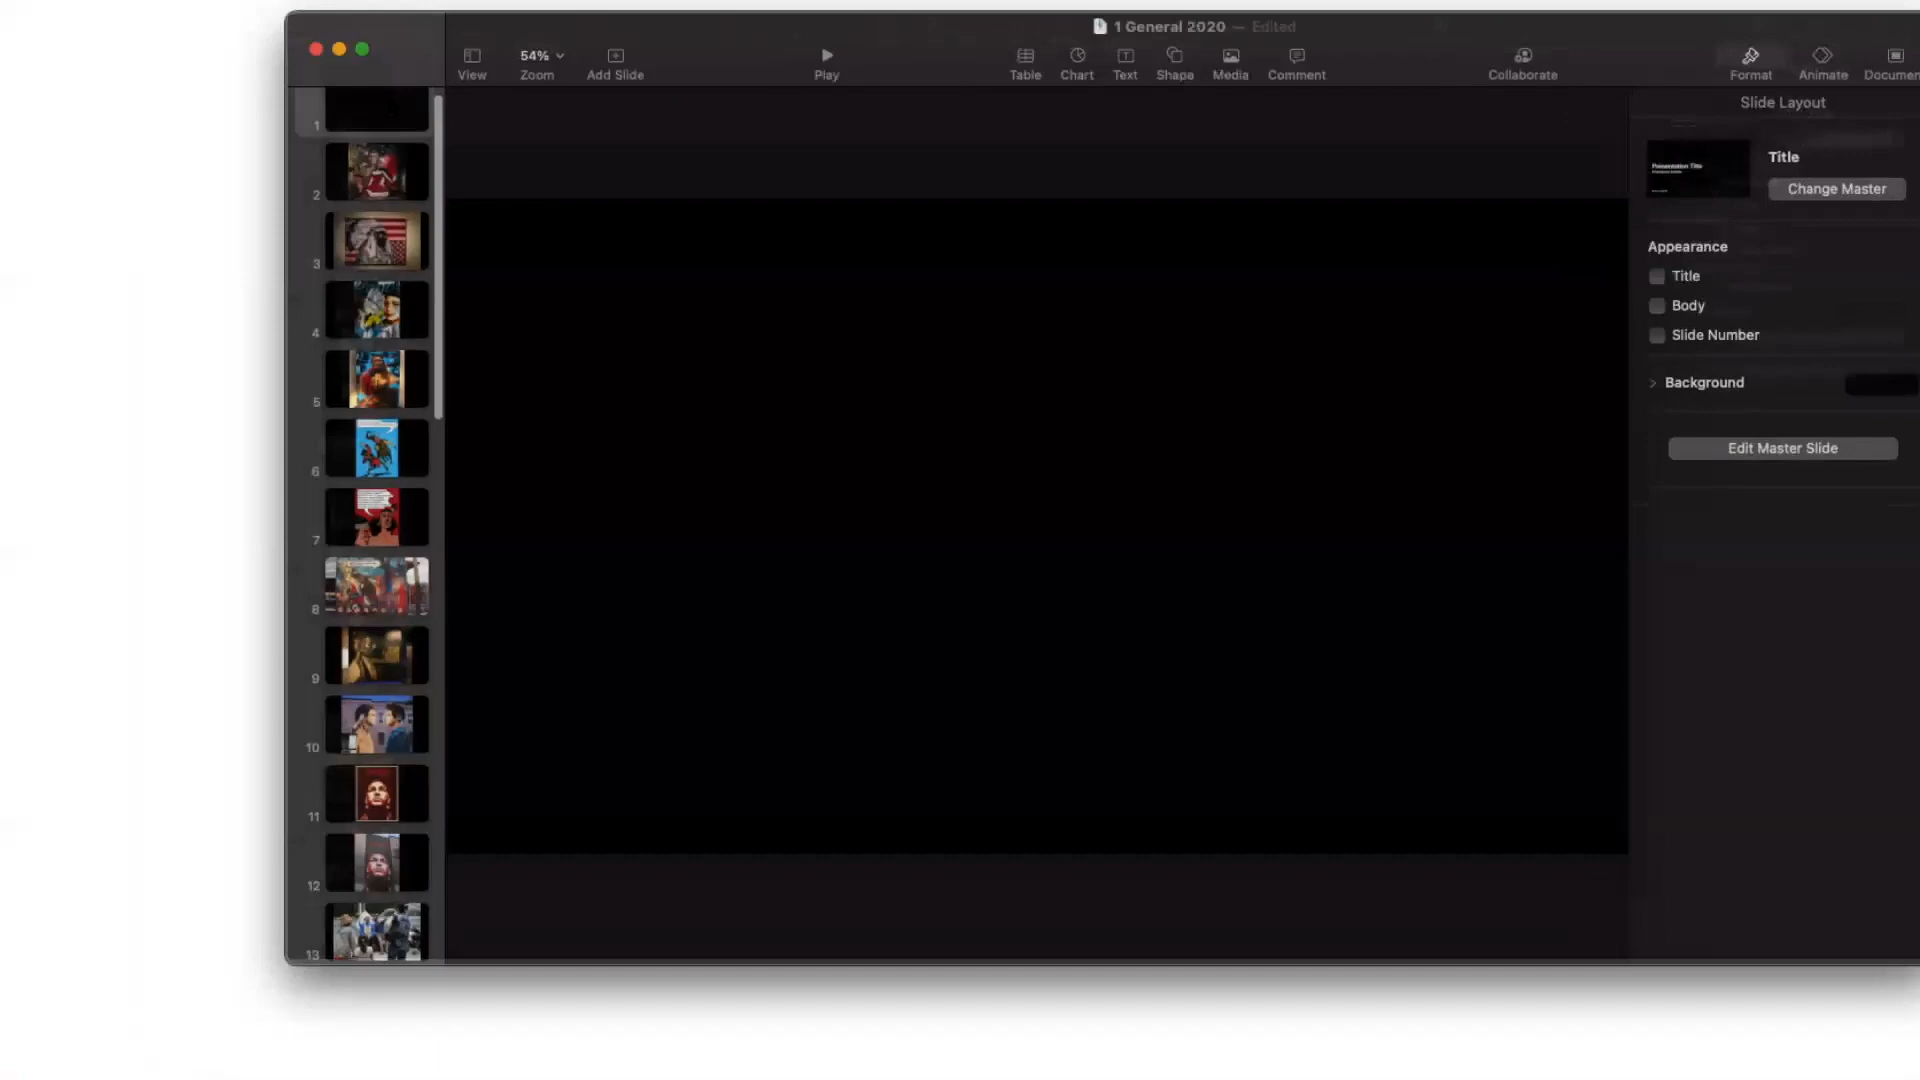 1 General 2020 — Edited
View
54%
Zoom
Add Slide
Play
Table
Chart
Text
Shape
Media
Comment
Collaborate
Format
Animate
Documen
Slide Layout
Presentation Title
Title
Change Master
Appearance
Title
Body
Slide Number
Background
Edit Master Slide
1
2
3
4
5
6
7
8
9
10
11
12
13